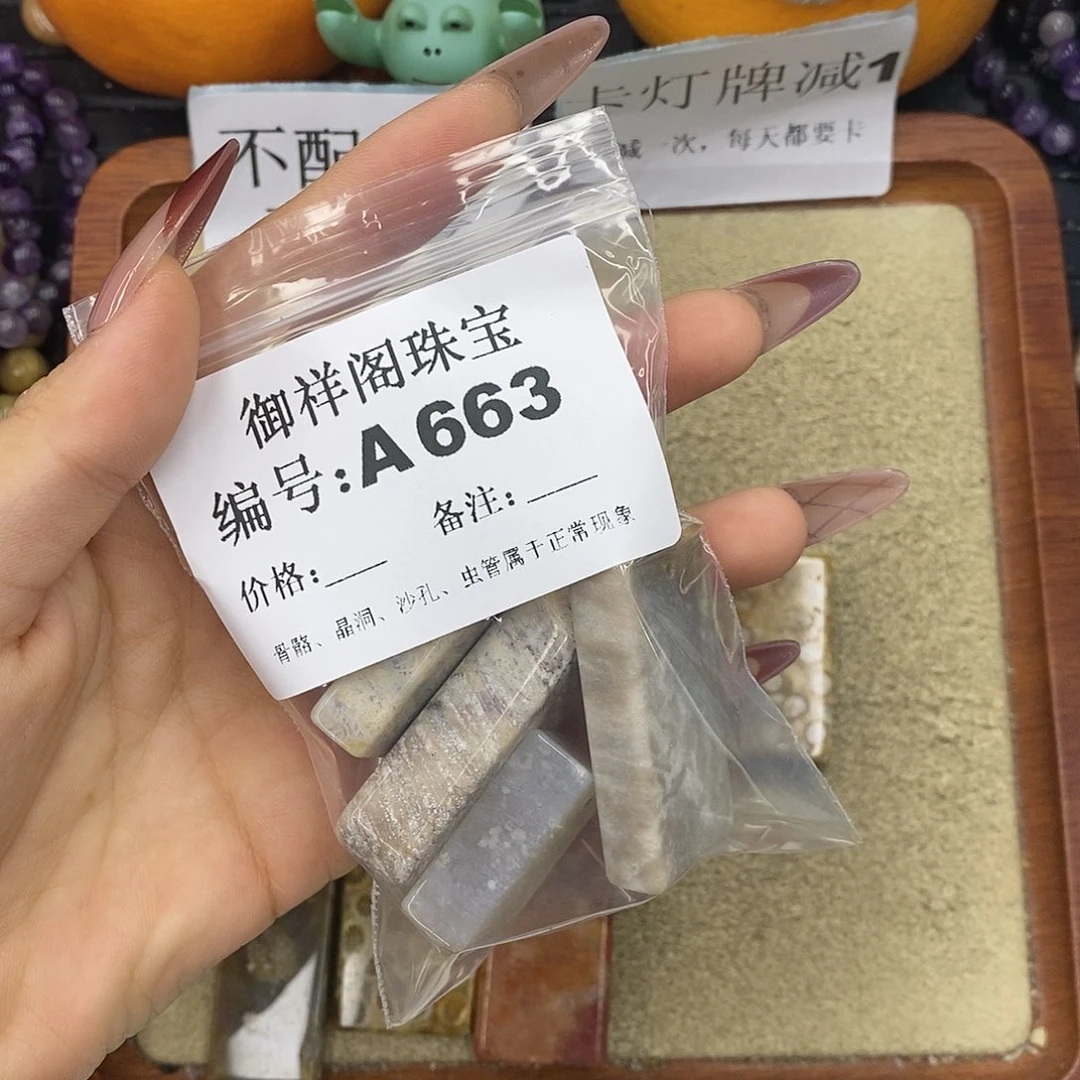 不配
卡灯牌减1
减一次，每天都要卡
御祥阁珠宝
编号:A663
备注:
价格:
骨骼、晶洞、沙孔、虫管属于正常现象